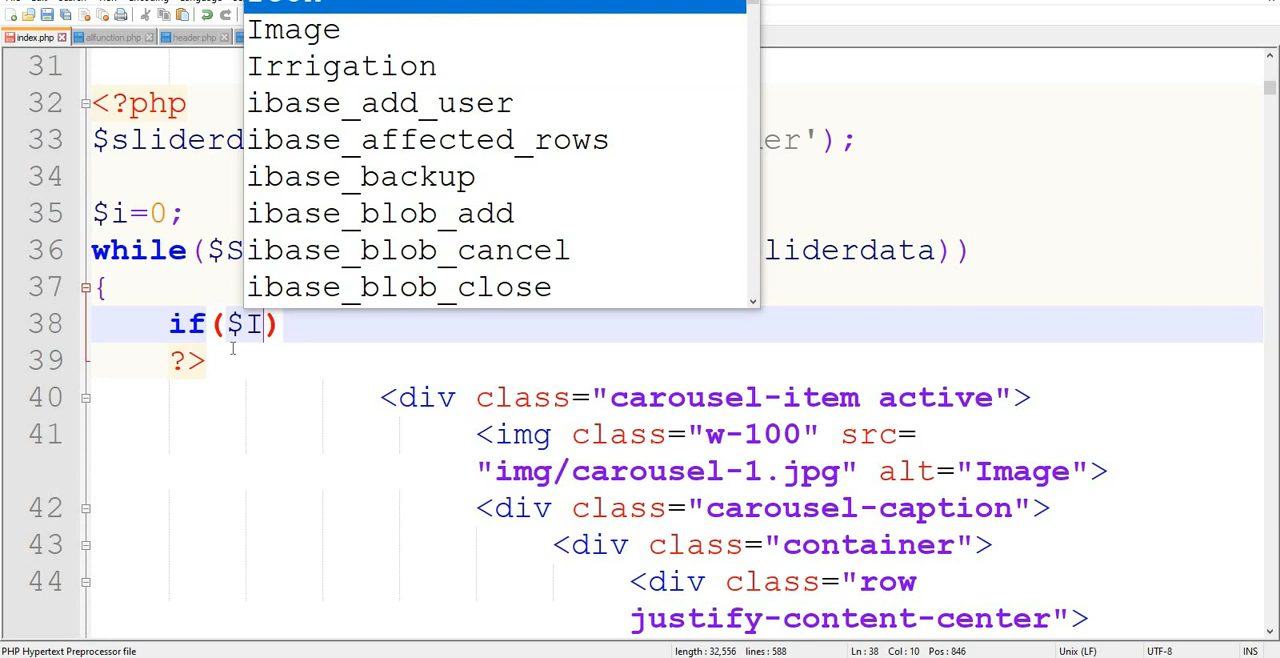 index.php allfunction.php header.php
Image
31
Irrigation
32 <?php
ibase_add_user
33 $sliderd
ibase_affected_rows
er');
34
ibase_backup
35 $i=0;
ibase_blob_add
36 while($S
ibase_blob_cancel
liderdata))
37 {
ibase_blob_close
38 if($I)
39 ?>
40 <div class="carousel-item active">
41 <img class="w-100" src=
"img/carousel-1.jpg" alt="Image">
42 <div class="carousel-caption">
43 <div class="container">
44 <div class="row
justify-content-center">
PHP Hypertext Preprocessor file length : 32,556 lines : 588 Ln : 38 Col : 10 Pos : 846 Unix (LF) UTF-8 INS